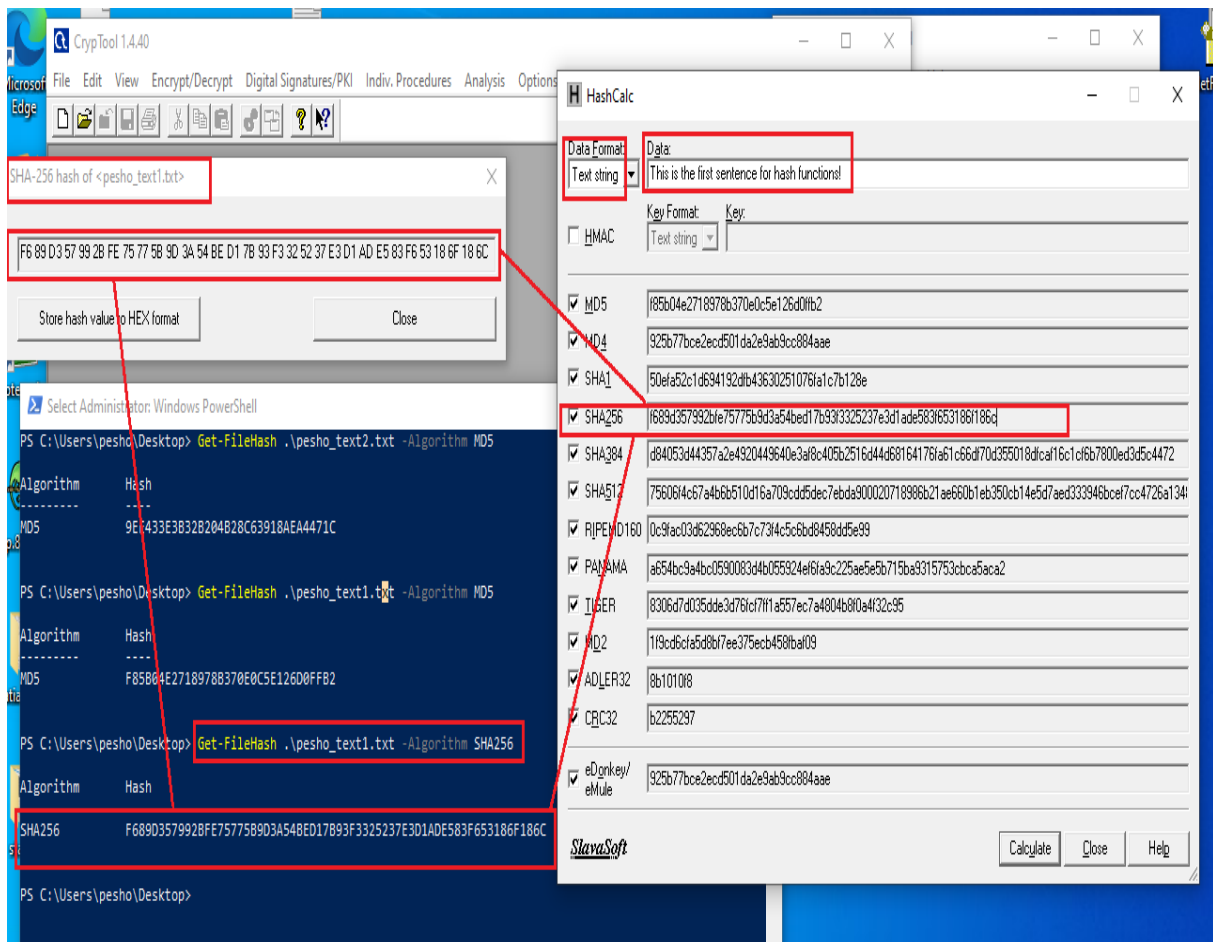 Microsoft
Edge
CrypTool 1.4.40
File Edit View Encrypt/Decrypt Digital Signatures/PKI Indiv. Procedures Analysis Options
SHA-256 hash of <pesho_text1.txt>
F6 89 D3 57 99 2B FE 75 77 5B 9D 3A 54 BE D1 7B 93 F3 32 52 37 E3 D1 AD E5 83 F6 53 18 6F 18 6C
Store hash value to HEX format
Close
Select Administrator: Windows PowerShell
PS C:\Users\pesho\Desktop> Get-FileHash .\pesho_text2.txt -Algorithm MD5
Algorithm Hash
--------- ----
MD5 9E6433E3B32B204B28C63918AEA4471C
PS C:\Users\pesho\Desktop> Get-FileHash .\pesho_text1.txt -Algorithm MD5
Algorithm Hash
--------- ----
MD5 F85B04E2718978B370E0C5E126D0FFB2
PS C:\Users\pesho\Desktop> Get-FileHash .\pesho_text1.txt -Algorithm SHA256
Algorithm Hash
SHA256 F689D357992BFE75775B9D3A54BED17B93F3325237E3D1ADE583F653186F186C
PS C:\Users\pesho\Desktop>
HashCalc
Data Format: Data:
Text string This is the first sentence for hash functions!
Key Format: Key:
HMAC Text string
MD5 f85b04e2718978b370e0c5e126d0ffb2
MD4 925b77bce2ecd501da2e9ab9cc884aae
SHA1 50efa52c1d694192dfb43630251076fa1c7b128e
SHA256 f689d357992bfe75775b9d3a54bed17b93f3325237e3d1ade583f653186f186c
SHA384 d84053d44357a2e4920449640e3af8c405b2516d44d68164176fa61c66df70d355018dfcaf16c1cf6b7800ed3d5c4472
SHA512 75606f4c67a4b6b510d16a709cdd5dec7ebda900020718986b21ae660b1eb350cb14e5d7aed333946bcef7cc4726a134
RIPEMD160 0c9fac03d62968ec6b7c73f4c5c6bd8458dd5e99
PANAMA a654bc9a4bc0590083d4b055924ef6fa9c225ae5e5b715ba9315753cbca5aca2
TIGER 8306d7d035dde3d76fcf7ff1a557ec7a4804b8f0a4f32c95
MD2 1f9cd6cfa5d8bf7ee375ecb458fbaf09
ADLER32 8b1010f8
CRC32 b2255297
eDonkey/
eMule 925b77bce2ecd501da2e9ab9cc884aae
SlavaSoft
Calculate Close Help